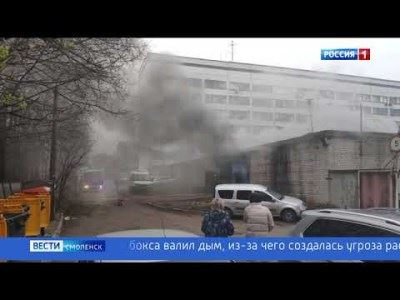 РОССИЯ 1
ВЕСТИ СМОЛЕНСК бокса валил дым, из-за чего создалась угроза ра